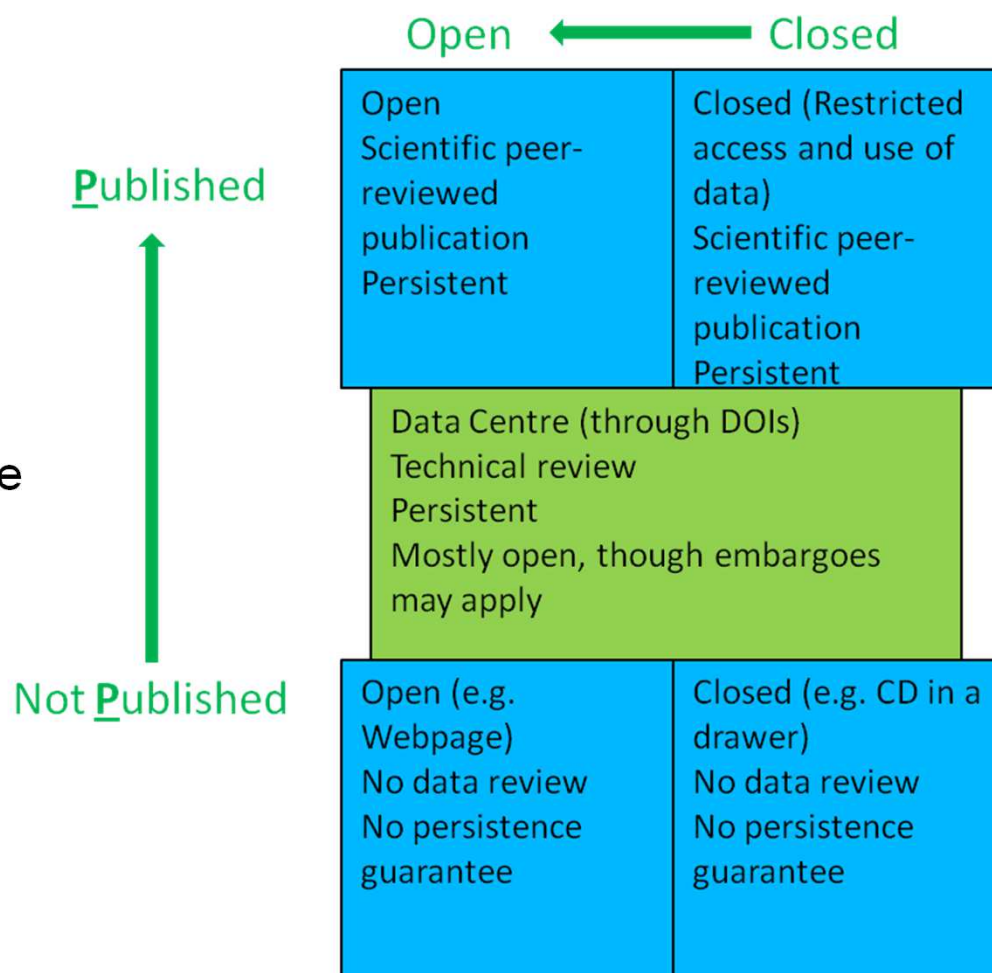 Open Closed
Published
Open
Scientific peer-
reviewed
publication
Persistent
Closed (Restricted
access and use of
data)
Scientific peer-
reviewed
publication
Persistent
e
Data Centre (through DOIs)
Technical review
Persistent
Mostly open, though embargoes
may apply
Not Published
Open (e.g.
Webpage)
No data review
No persistence
guarantee
Closed (e.g. CD in a
drawer)
No data review
No persistence
guarantee